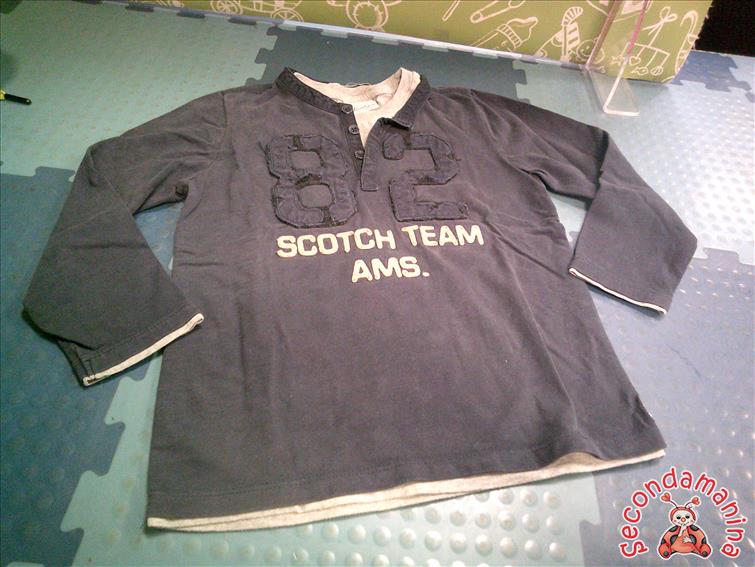 82
SCOTCH TEAM
AMS.
secondamanina